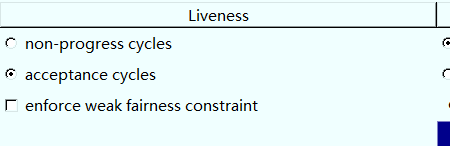 Liveness
non-progress cycles
acceptance cycles
enforce weak fairness constraint